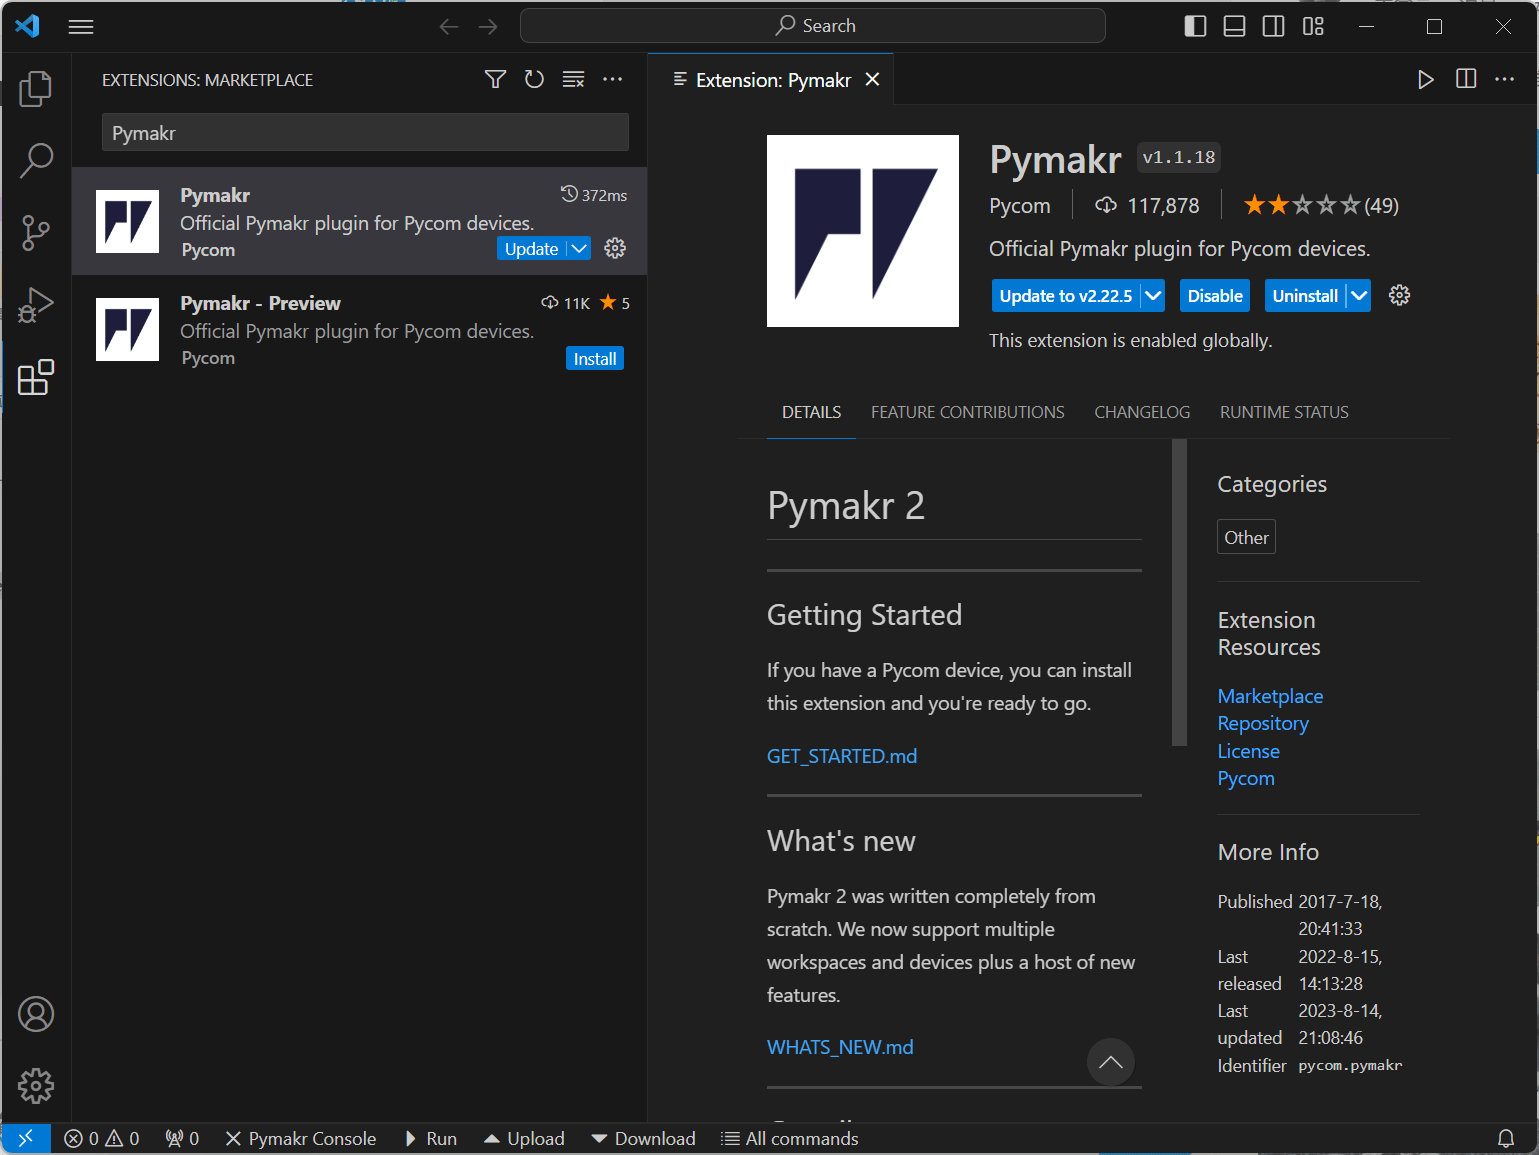 Search
EXTENSIONS: MARKETPLACE
Pymakr
Pymakr
372ms
Official Pymakr plugin for Pycom devices.
Pycom
Update
Pymakr - Preview
11K
5
Official Pymakr plugin for Pycom devices.
Pycom
Install
Extension: Pymakr
Pymakr
v1.1.18
Pycom
117,878
(49)
Official Pymakr plugin for Pycom devices.
Update to v2.22.5
Disable
Uninstall
This extension is enabled globally.
DETAILS
FEATURE CONTRIBUTIONS
CHANGELOG
RUNTIME STATUS
Pymakr 2
Getting Started
If you have a Pycom device, you can install
this extension and you're ready to go.
GET_STARTED.md
What's new
Pymakr 2 was written completely from
scratch. We now support multiple
workspaces and devices plus a host of new
features.
WHATS_NEW.md
Categories
Other
Extension
Resources
Marketplace
Repository
License
Pycom
More Info
Published 2017-7-18,
20:41:33
Last 2022-8-15,
released 14:13:28
Last 2023-8-14,
updated 21:08:46
Identifier pycom.pymakr
0 0
0
Pymakr Console
Run
Upload
Download
All commands